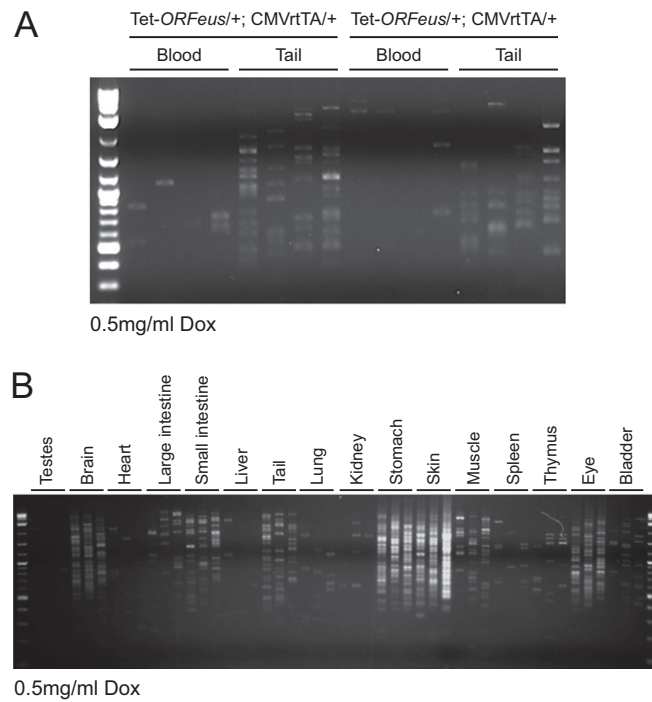 A
Tet-ORFeus/+; CMVrtTA/+ Tet-ORFeus/+; CMVrtTA/+
Blood Tail Blood Tail
0.5mg/ml Dox
B
Testes Brain Heart Large intestine Small intestine Liver Tail Lung Kidney Stomach Skin Muscle Spleen Thymus Eye Bladder
0.5mg/ml Dox